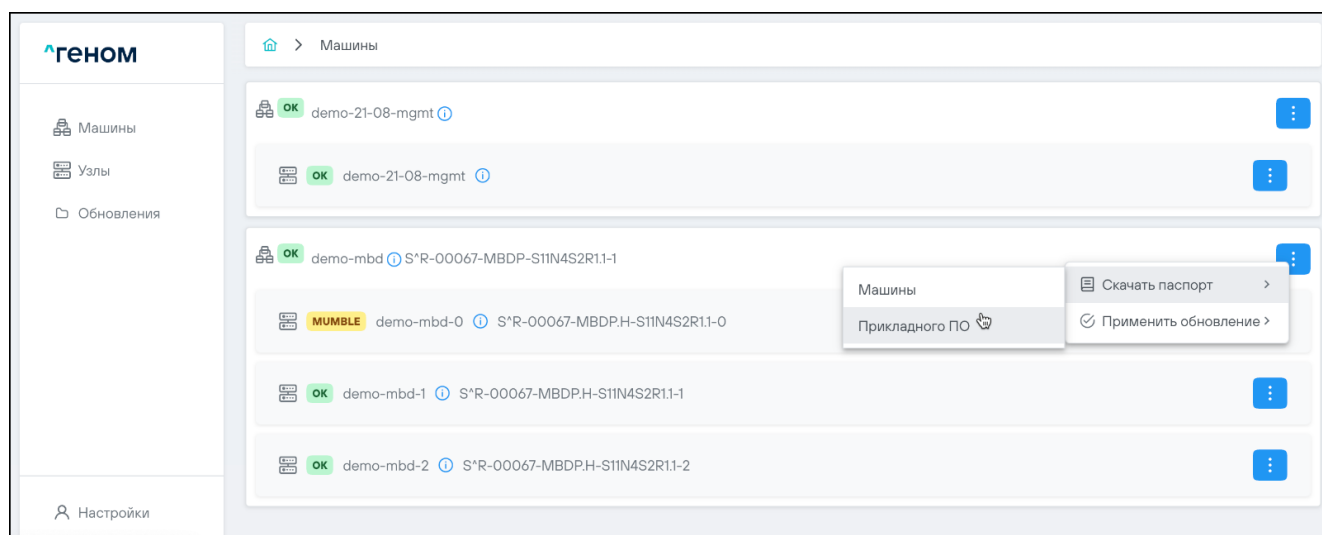 ^геном
Машины
Узлы
Обновления
Настройки
Машины
OK demo-21-08-mgmt
OK demo-21-08-mgmt
OK demo-mbd S^R-00067-MBDP-S11N4S2R1.1-1
MUMBLE demo-mbd-0 S^R-00067-MBDP.H-S11N4S2R1.1-0
OK demo-mbd-1 S^R-00067-MBDP.H-S11N4S2R1.1-1
OK demo-mbd-2 S^R-00067-MBDP.H-S11N4S2R1.1-2
Скачать паспорт
Применить обновление
Машины
Прикладного ПО